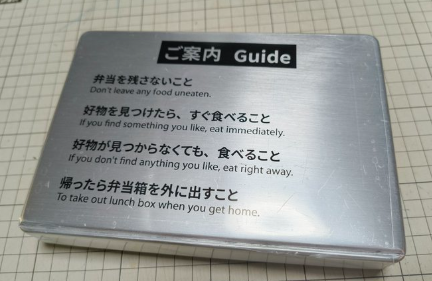 ご案内 Guide
弁当を残さないこと
Don't leave any food uneaten.
好物を見つけたら、すぐ食べること
If you find something you like, eat immediately.
好物が見つからなくても、食べること
If you don't find anything you like, eat right away.
帰ったら弁当箱を外に出すこと
To take out lunch box when you get home.